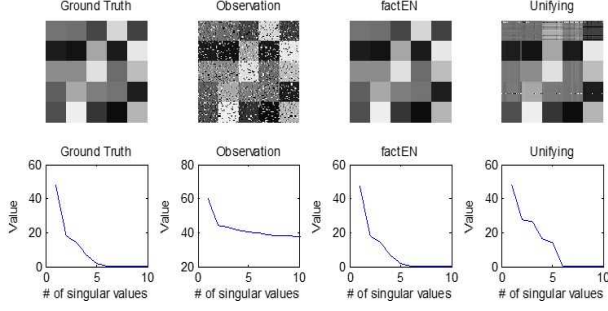 Ground Truth
Observation
factEN
Unifying
Ground Truth
Observation
factEN
Unifying
60
40
20
0
Value
0
5
10
# of singular values
60
40
20
0
Value
0
5
10
# of singular values
60
40
20
0
Value
0
5
10
# of singular values
60
40
20
0
Value
0
5
10
# of singular values